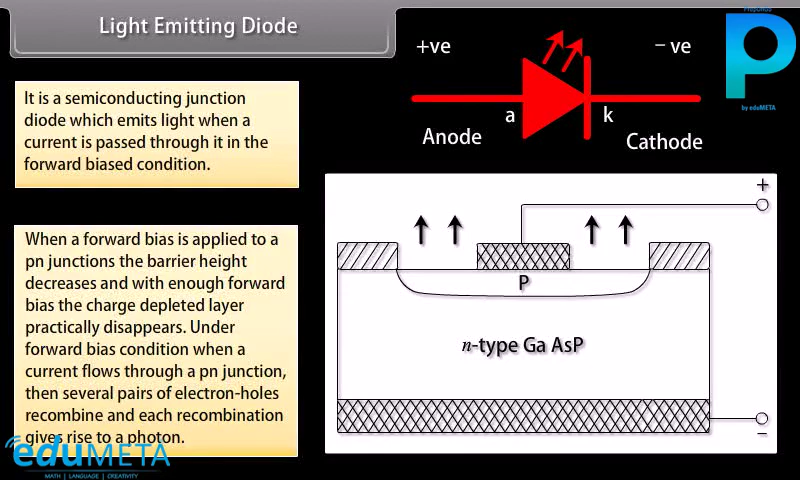 Light Emitting Diode
+ve
– ve
a
k
Anode
Cathode
by eduMETA
It is a semiconducting junction
diode which emits light when a
current is passed through it in the
forward biased condition.
When a forward bias is applied to a
pn junctions the barrier height
decreases and with enough forward
bias the charge depleted layer
practically disappears. Under
forward bias condition when a
current flows through a pn junction,
then several pairs of electron-holes
recombine and each recombination
gives rise to a photon.
+
P
n-type Ga AsP
–
eduMETA
MATH | LANGUAGE | CREATIVITY